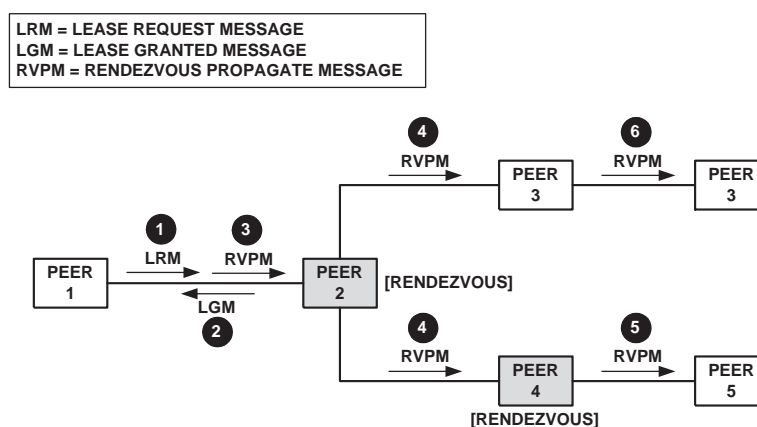 LRM = LEASE REQUEST MESSAGE
LGM = LEASE GRANTED MESSAGE
RVPM = RENDEZVOUS PROPAGATE MESSAGE
4
RVPM
6
RVPM
PEER
3
PEER
3
1
LRM
3
RVPM
PEER
1
PEER
2
[RENDEZVOUS]
LGM
2
4
RVPM
5
RVPM
PEER
4
PEER
5
[RENDEZVOUS]